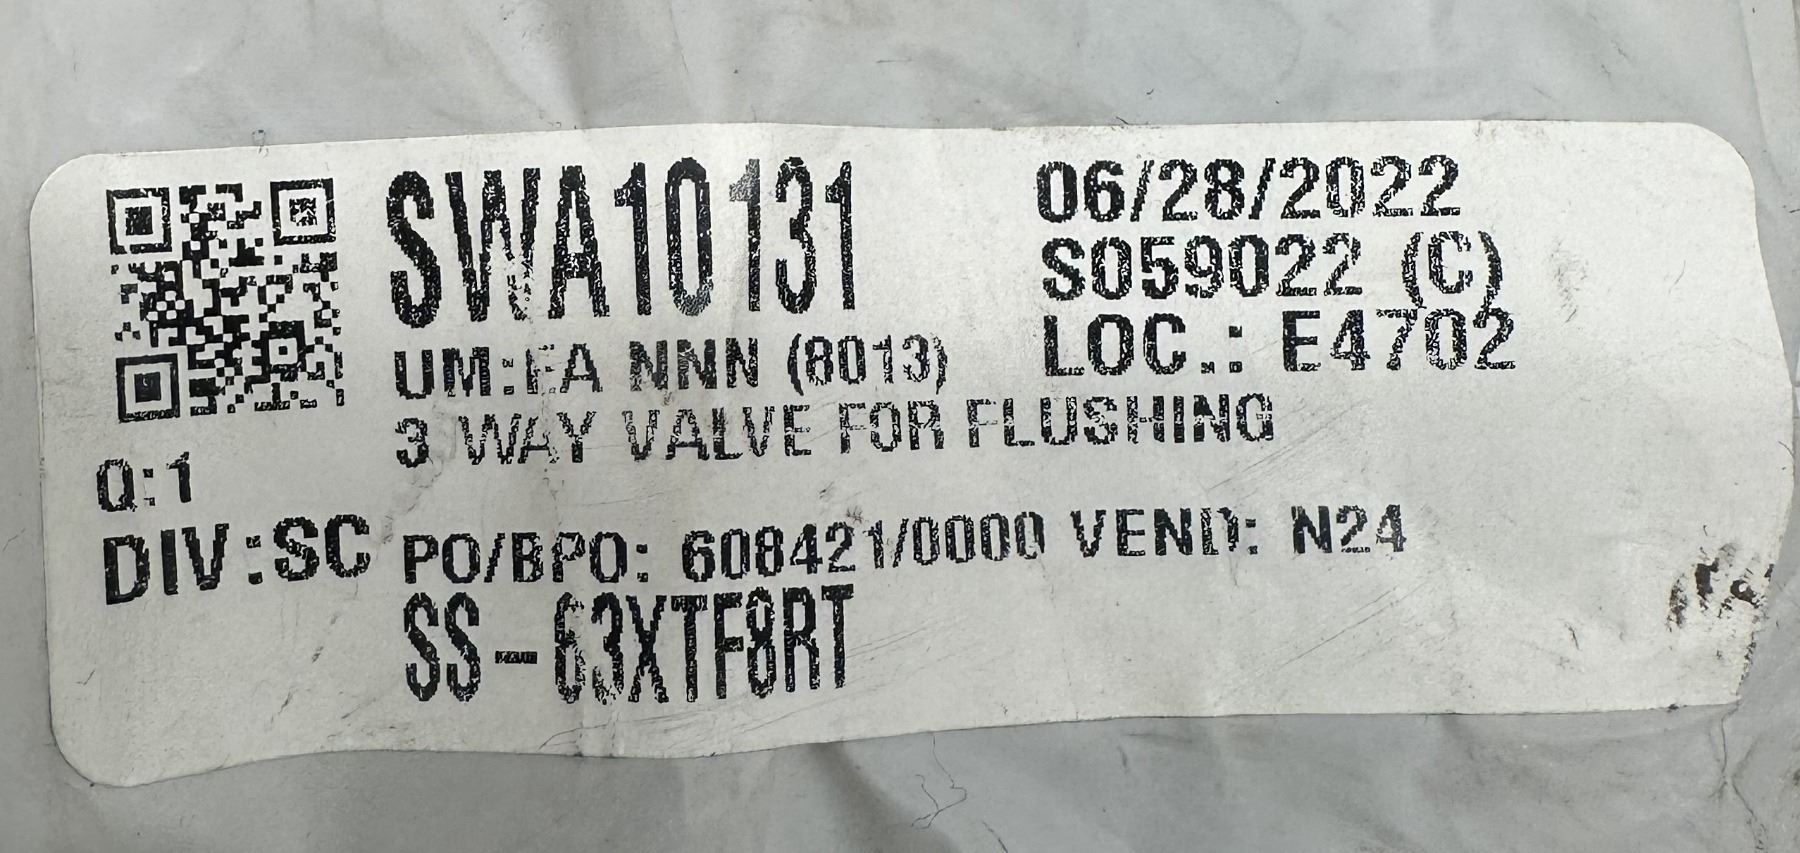 SWA10131
06/28/2022
S059022 (C)
LOC.: E4702
UM:EA NNN (8013)
3 WAY VALVE FOR FLUSHING
Q:1
DIV:SC
PO/BPO: 608421/0000 VEND: N24
SS-63XTF8RT